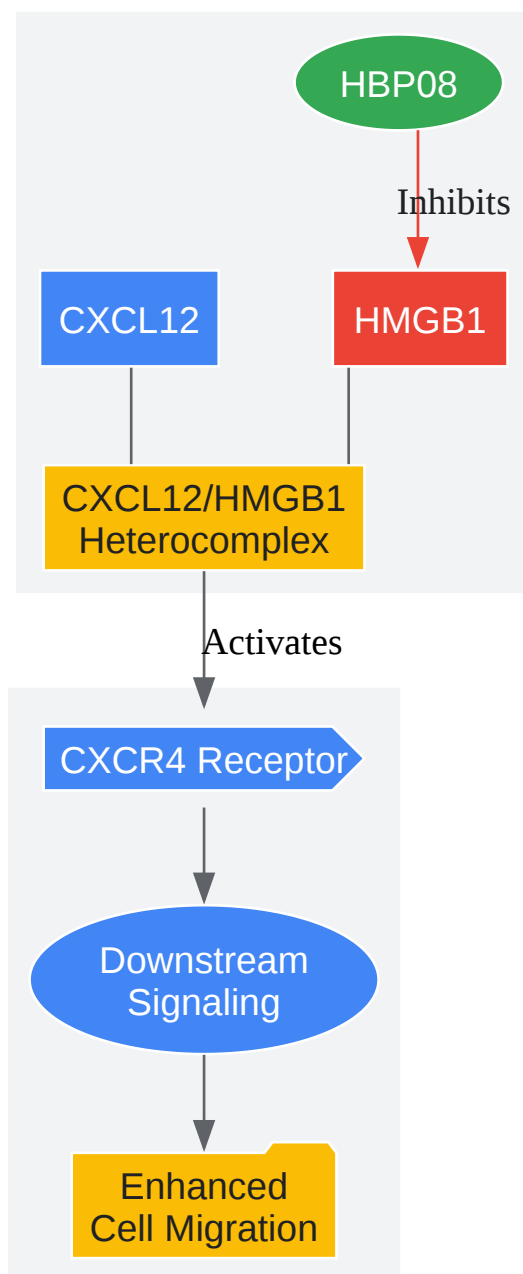 HBP08
Inhibits
CXCL12
HMGB1
CXCL12/HMGB1
Heterocomplex
Activates
CXCR4 Receptor
Downstream
Signaling
Enhanced
Cell Migration